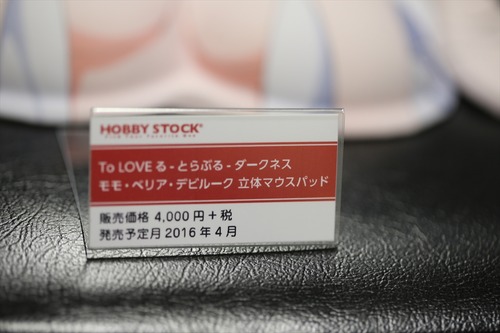 HOBBY STOCK®
To LOVEる-とらぶる-ダークネス
モモ・ベリア・デビルーク 立体マウスパッド
販売価格 4,000円+税
発売予定月 2016年4月